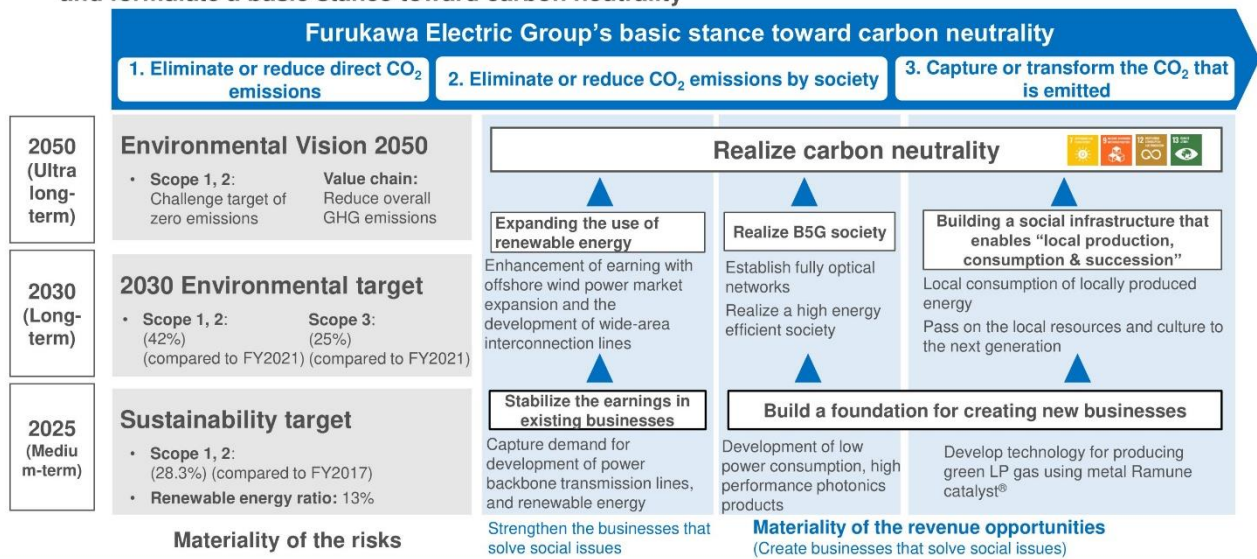 and formulate a basic stance toward carbon neutrality
Furukawa Electric Group's basic stance toward carbon neutrality
1. Eliminate or reduce direct CO2
emissions
2. Eliminate or reduce CO2 emissions by society
3. Capture or transform the CO2 that
is emitted
2050
(Ultra
long-
term)
Environmental Vision 2050
• Scope 1, 2:
Challenge target of
zero emissions
Value chain:
Reduce overall
GHG emissions
Realize carbon neutrality
Expanding the use of
renewable energy
Realize B5G society
Building a social infrastructure that
enables “local production,
consumption & succession”
2030
(Long-
term)
2030 Environmental target
• Scope 1, 2:
(42%)
(compared to FY2021)
Scope 3:
(25%)
(compared to FY2021)
Enhancement of earning with
offshore wind power market
expansion and the
development of wide-area
interconnection lines
Establish fully optical
networks
Realize a high energy
efficient society
Local consumption of locally produced
energy
Pass on the local resources and culture to
the next generation
2025
(Mediu
m-term)
Sustainability target
• Scope 1, 2:
(28.3%) (compared to FY2017)
• Renewable energy ratio: 13%
Stabilize the earnings in
existing businesses
Build a foundation for creating new businesses
Capture demand for
development of power
backbone transmission lines,
and renewable energy
Development of low
power consumption, high
performance photonics
products
Develop technology for producing
green LP gas using metal Ramune
catalyst®
Materiality of the risks
Strengthen the businesses that
solve social issues
Materiality of the revenue opportunities
(Create businesses that solve social issues)